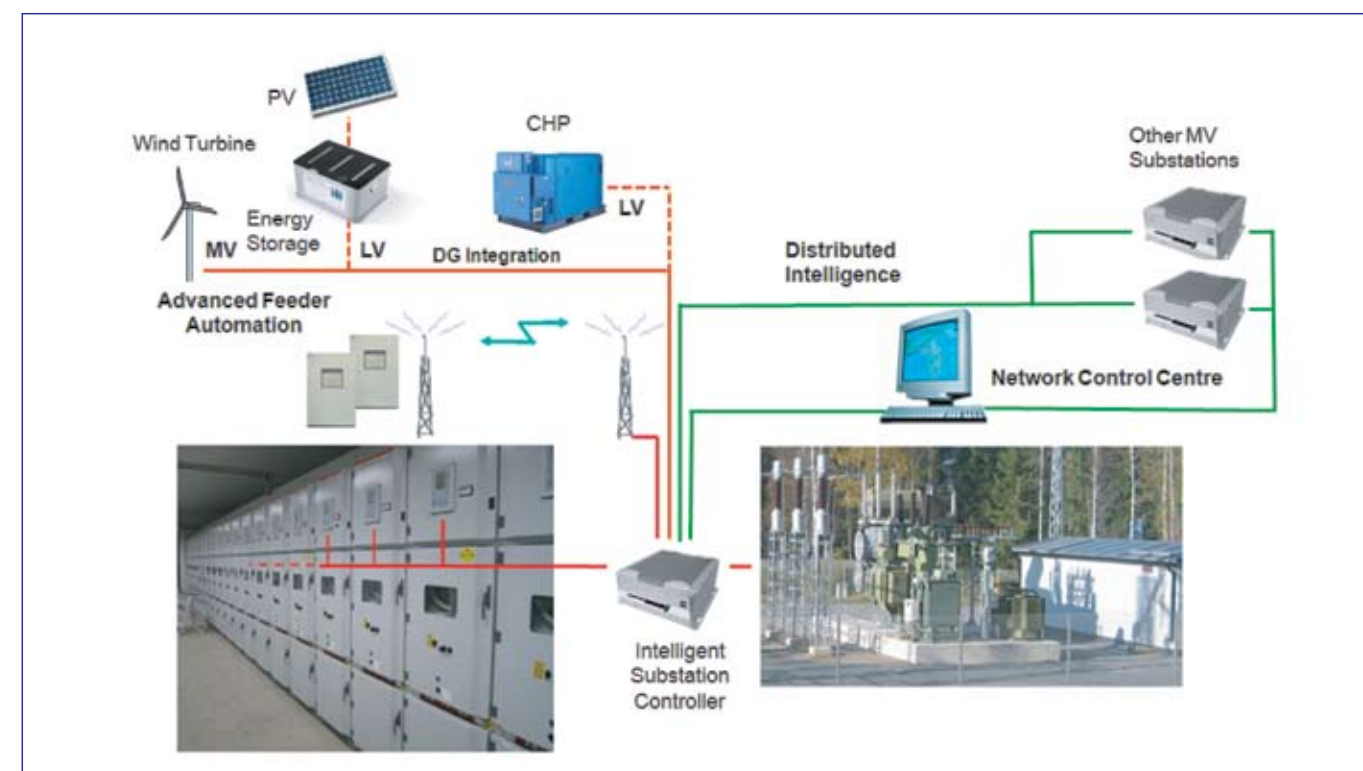 PV
CHP
Wind Turbine
Other MV
Substations
Energy
Storage
LV
MV
LV
DG Integration
Distributed
Intelligence
Advanced Feeder
Automation
Network Control Centre
Intelligent
Substation
Controller